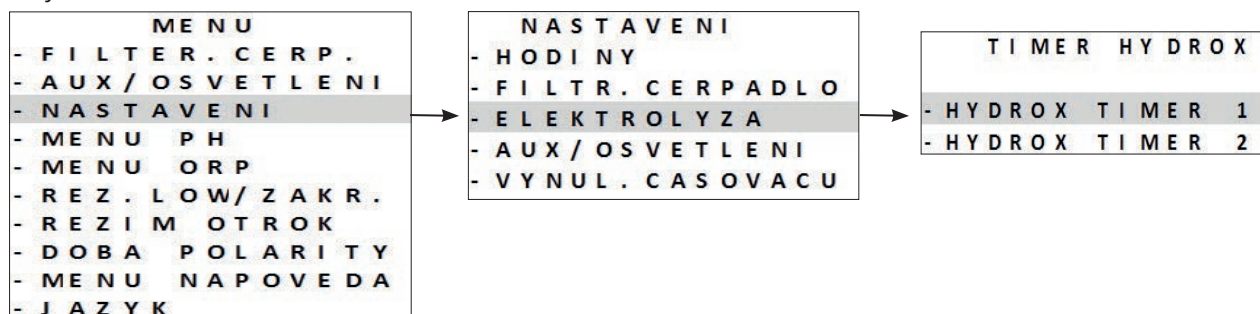 MENU
- FILTER.CERP.
- AUX/OSVETLENI
- NASTAVENI
- MENU PH
- MENU ORP
- REZ.LOW/ZAKR.
- REZIM OTROK
- DOBA POLARITY
- MENU NAPOVEDA
- JAZYK
NASTAVENI
- HODINY
- FILTR.CERPADLO
- ELEKTROLYZA
- AUX/OSVETLENI
- VYNUL.CASOVACU
TIMER HYDROX
- HYDROX TIMER 1
- HYDROX TIMER 2